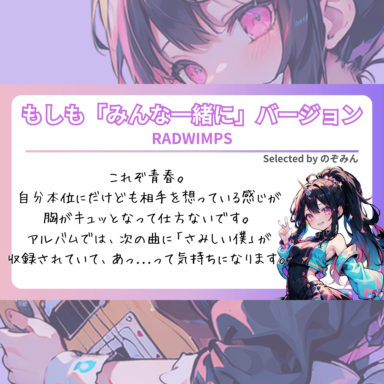 もしも「みんな一緒に」バージョン
RADWIMPS
Selected by のぞみん
これぞ青春。
自分本位にだけども相手を想っている感じが
胸がキュッとなって仕方ないです。
アルバムでは、次の曲に「さみしい僕」が
収録されていて、あっ...って気持ちになります。